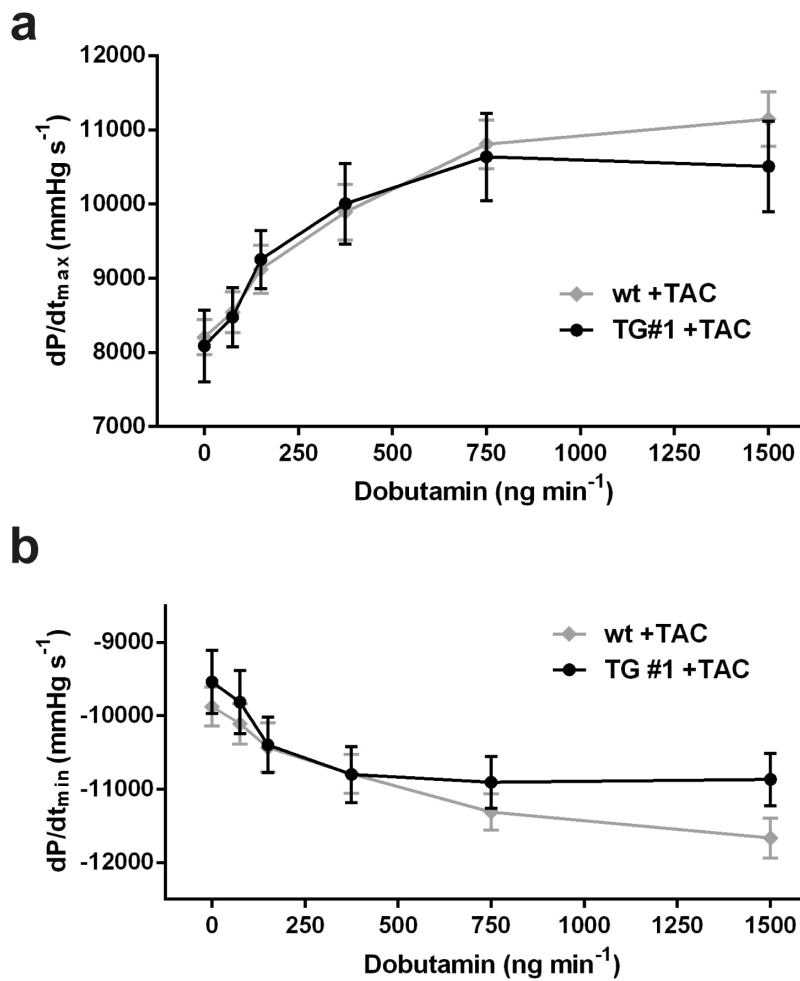 a
12000
11000
10000
9000
8000
7000
dP/dtmax (mmHg s-1)
wt +TAC
TG#1 +TAC
0 250 500 750 1000 1250 1500
Dobutamin (ng min-1)
b
-9000
-10000
-11000
-12000
dP/dtmin (mmHg s-1)
wt +TAC
TG #1 +TAC
0 250 500 750 1000 1250 1500
Dobutamin (ng min-1)